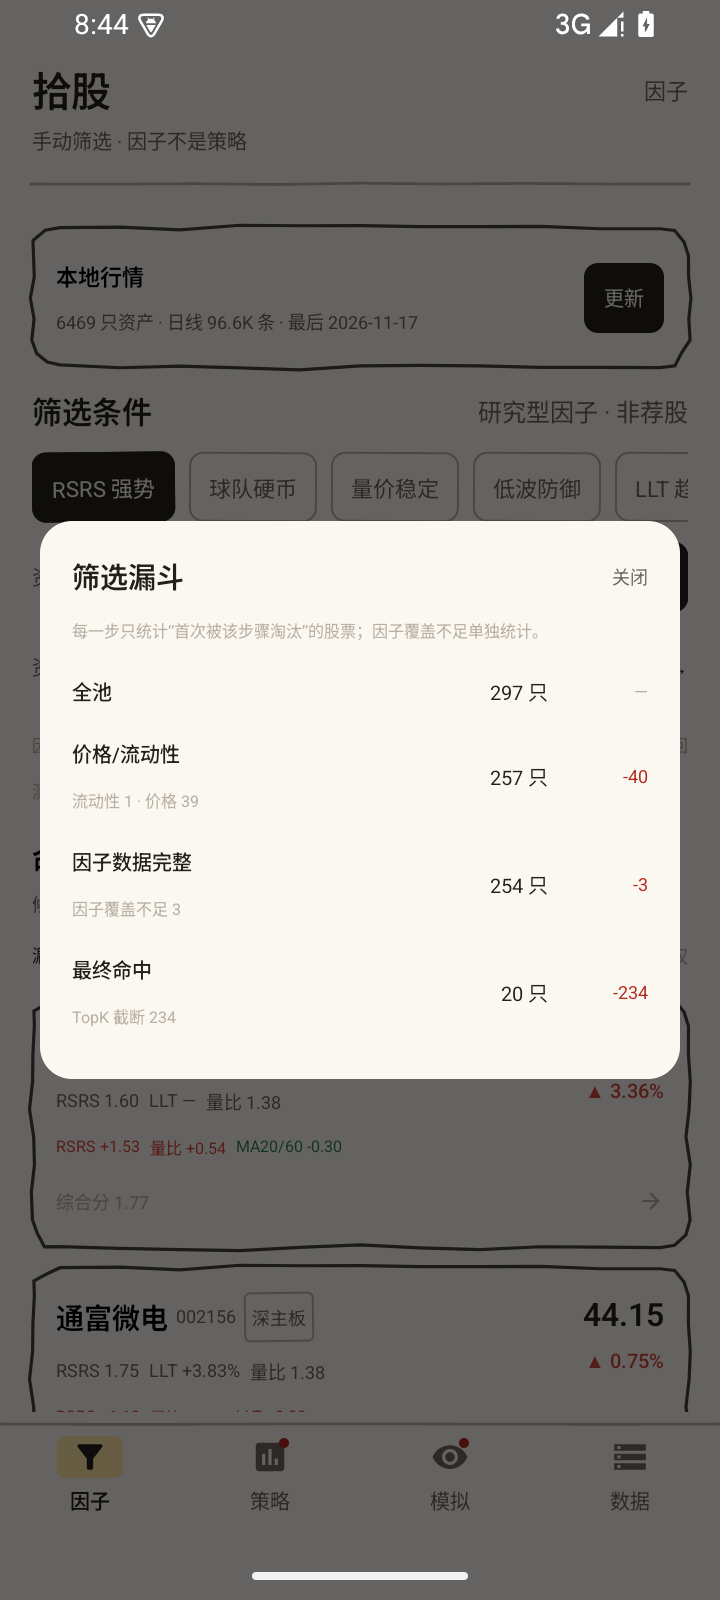 8:44
3G
拾股
因子
手动筛选 · 因子不是策略
本地行情
6469 只资产 · 日线 96.6K 条 · 最后 2026-11-17
更新
筛选条件
研究型因子 · 非荐股
RSRS 强势
球队硬币
量价稳定
低波防御
LLT 趋
筛选漏斗
关闭
每一步只统计“首次被该步骤淘汰”的股票；因子覆盖不足单独统计。
全池
297 只
—
价格/流动性
257 只
-40
流动性 1 · 价格 39
因子数据完整
254 只
-3
因子覆盖不足 3
最终命中
20 只
-234
TopK 截断 234
RSRS 1.60 LLT — 量比 1.38
▲ 3.36%
RSRS +1.53 量比 +0.54 MA20/60 -0.30
综合分 1.77
通富微电 002156 深主板
44.15
RSRS 1.75 LLT +3.83% 量比 1.38
▲ 0.75%
因子
策略
模拟
数据